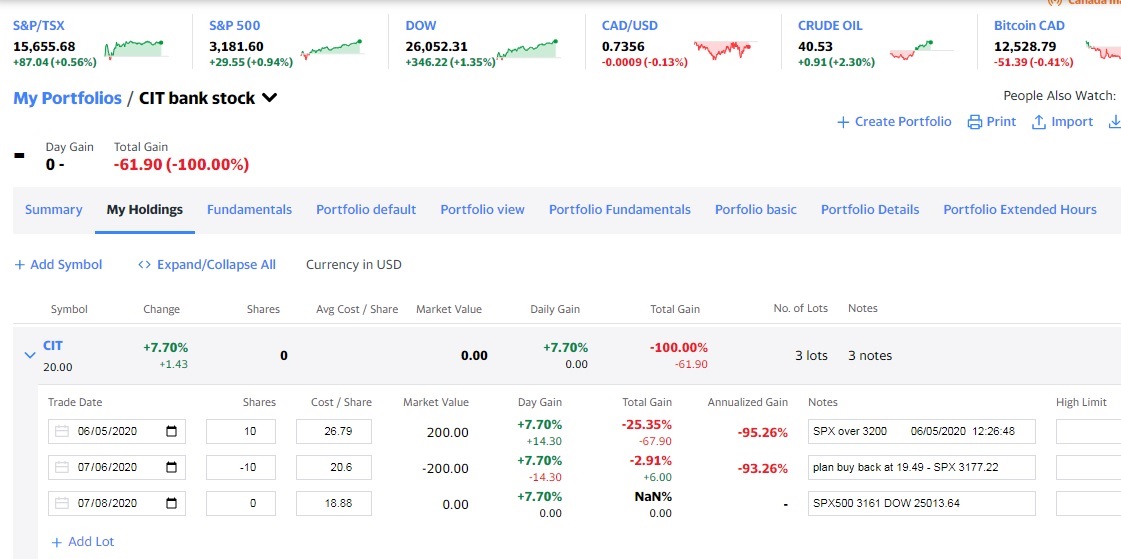 Canada ma
S&P/TSX S&P 500 DOW CAD/USD CRUDE OIL Bitcoin CAD
15,655.68 3,181.60 26,052.31 0.7356 40.53 12,528.79
+87.04 (+0.56%) +29.55 (+0.94%) +346.22 (+1.35%) -0.0009 (-0.13%) +0.91 (+2.30%) -51.39 (-0.41%)
My Portfolios / CIT bank stock People Also Watch:
+ Create Portfolio Print Import
- Day Gain Total Gain
0 - -61.90 (-100.00%)
Summary My Holdings Fundamentals Portfolio default Portfolio view Portfolio Fundamentals Porfolio basic Portfolio Details Portfolio Extended Hours
+ Add Symbol <> Expand/Collapse All Currency in USD
Symbol Change Shares Avg Cost / Share Market Value Daily Gain Total Gain No. of Lots Notes
CIT +7.70% 0 0.00 +7.70% -100.00% 3 lots 3 notes
20.00 +1.43 0.00 -61.90
Trade Date Shares Cost / Share Market Value Day Gain Total Gain Annualized Gain Notes High Limit
06/05/2020 10 26.79 200.00 +7.70% -25.35% -95.26% SPX over 3200 06/05/2020 12:26:48
+14.30 -67.90
07/06/2020 -10 20.6 -200.00 +7.70% -2.91% -93.26% plan buy back at 19.49 - SPX 3177.22
-14.30 +6.00
07/08/2020 0 18.88 0.00 +7.70% NaN% - SPX500 3161 DOW 25013.64
0.00 0.00
+ Add Lot